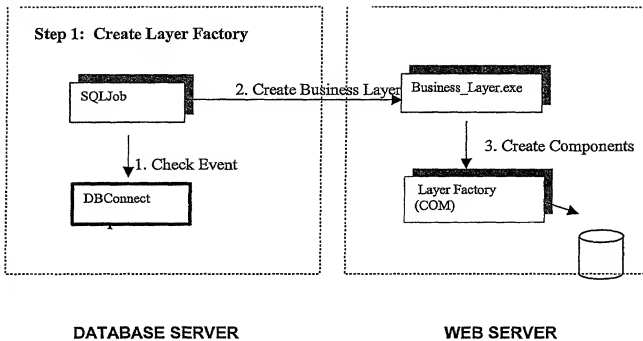 Step 1: Create Layer Factory
SQLJob
2. Create Business Layer
Business_Layer.exe
1. Check Event
3. Create Components
DBConnect
Layer Factory
(COM)
DATABASE SERVER
WEB SERVER